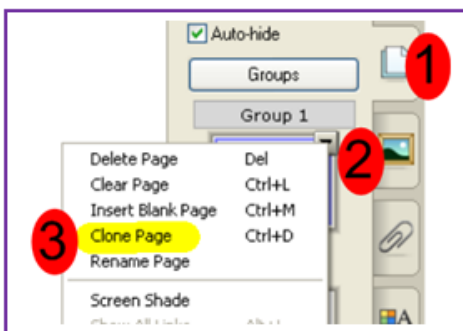 Auto-hide
1
Groups
Group 1
2
Delete Page Del
Clear Page Ctrl+L
Insert Blank Page Ctrl+M
3 Clone Page Ctrl+D
Rename Page
Screen Shade
A